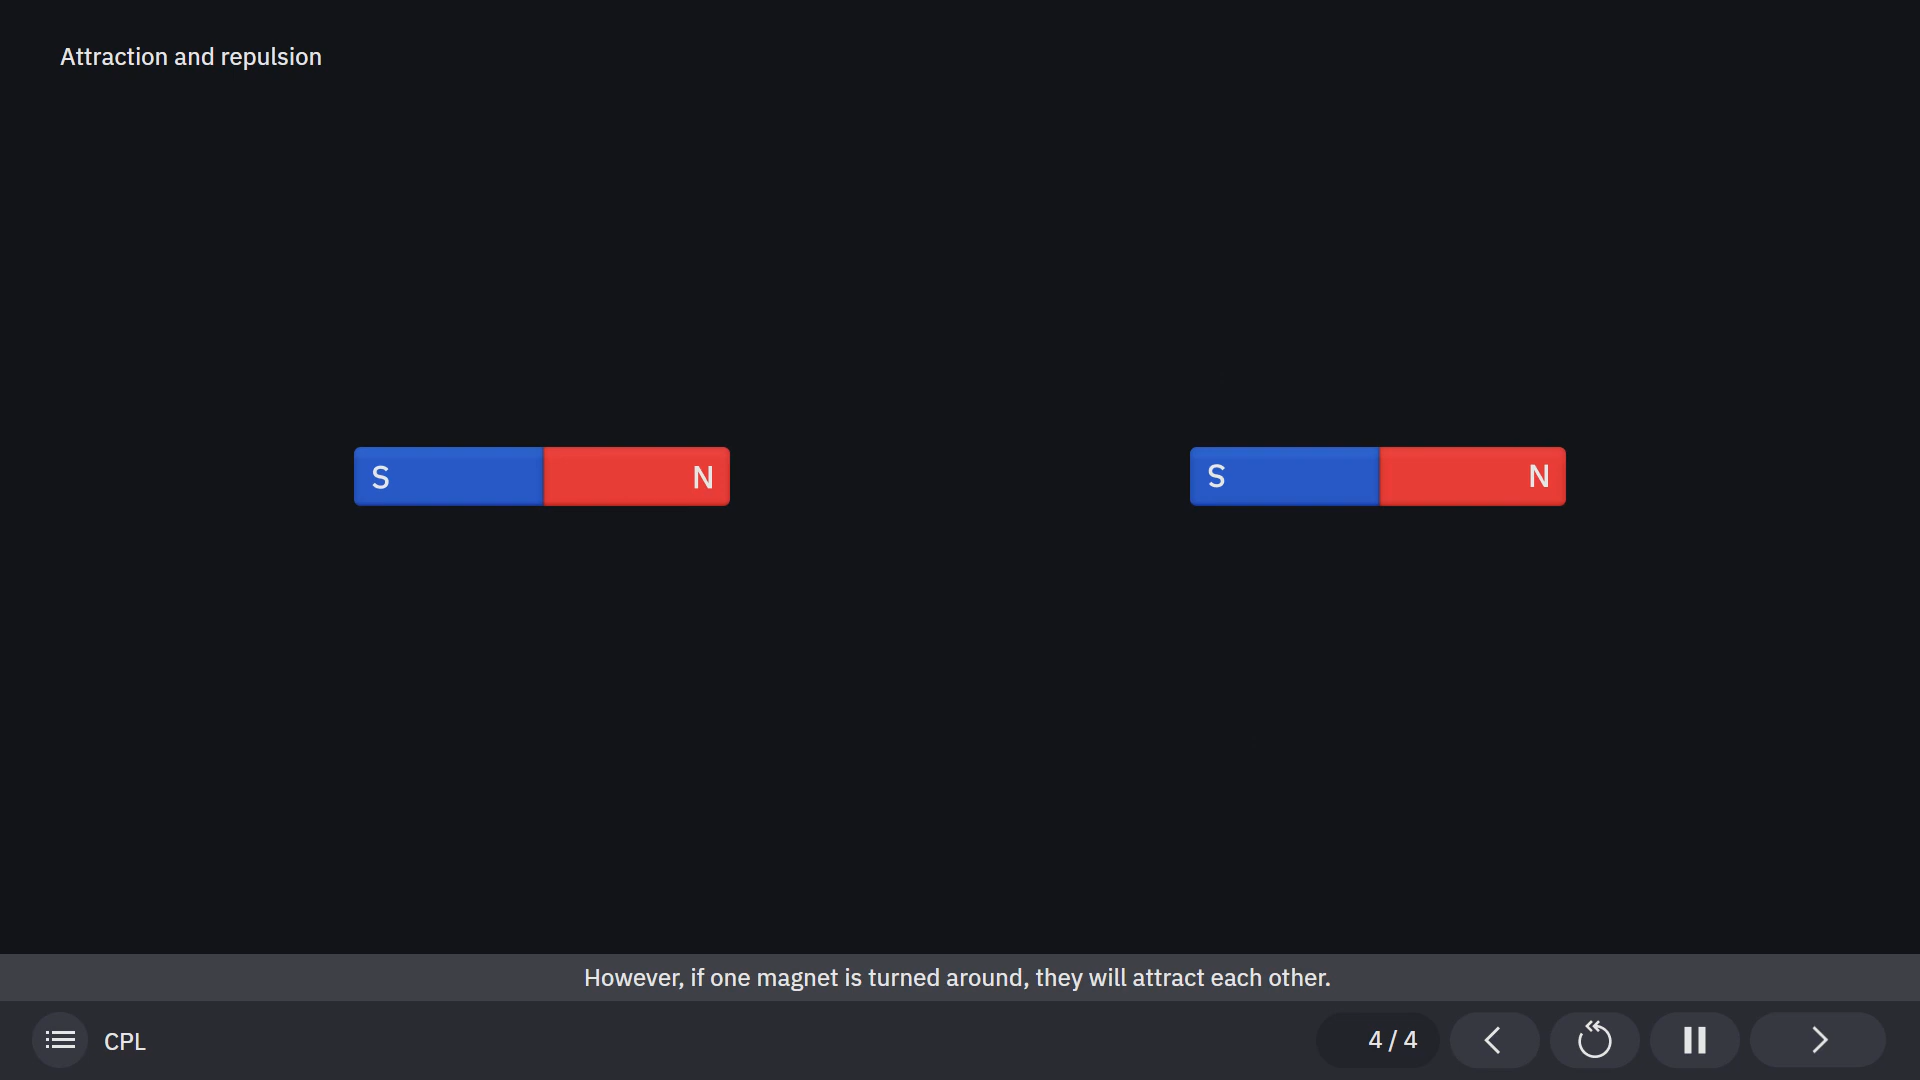 Attraction and repulsion
S N S N
However, if one magnet is turned around, they will attract each other.
CPL 4 / 4